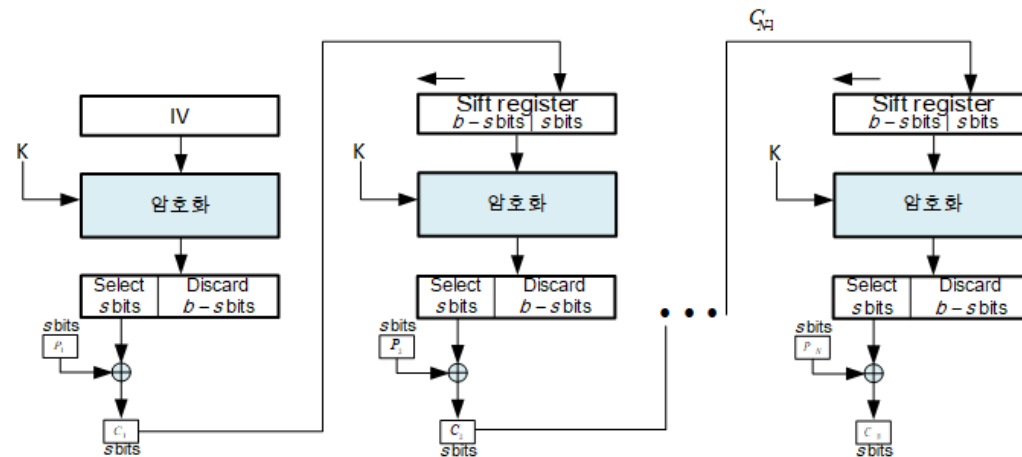 C_N-1
IV
Sift register
b – s bits | s bits
Sift register
b – s bits | s bits
K
K
K
암호화
암호화
암호화
Select
s bits
Discard
b – s bits
Select
s bits
Discard
b – s bits
Select
s bits
Discard
b – s bits
s bits
P_1
s bits
P_2
s bits
P_N
C_1
s bits
C_2
s bits
s bits